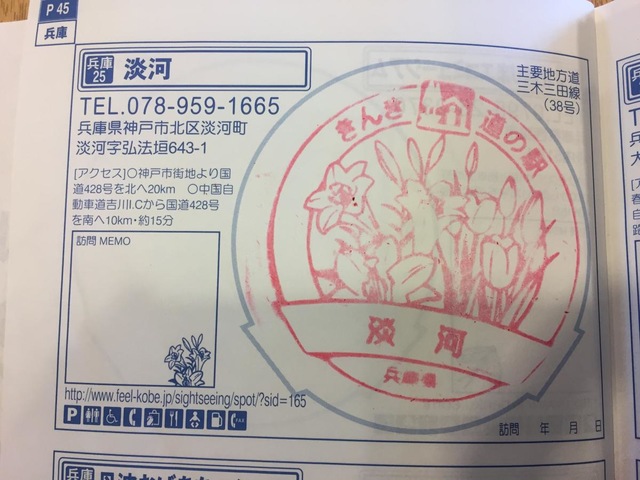 P 45
兵庫
兵庫
25
淡河
TEL.078-959-1665
兵庫県神戸市北区淡河町
淡河字弘法垣643-1
[アクセス]○神戸市街地より国
道428号を北へ20km ○中国自
動車道吉川I.Cから国道428号
を南へ10km・約15分
訪問 MEMO
http://www.feel-kobe.jp/sightseeing/spot/?sid=165
P
FAX
主要地方道
三木三田線
(38号)
きんき 道の駅
淡河
兵庫県
訪問 年 月 日
兵庫